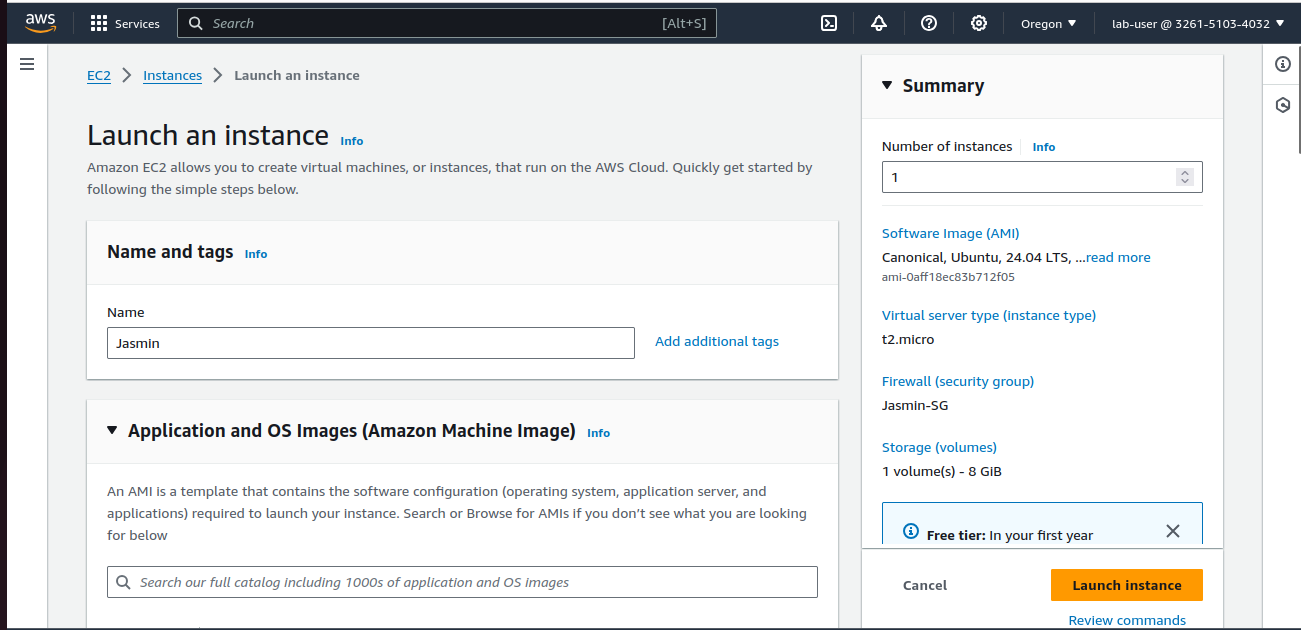 aws
Services
Search
[Alt+S]
Oregon
lab-user @ 3261-5103-4032
EC2 > Instances > Launch an instance
Launch an instance Info
Amazon EC2 allows you to create virtual machines, or instances, that run on the AWS Cloud. Quickly get started by
following the simple steps below.
Name and tags Info
Name
Jasmin
Add additional tags
Application and OS Images (Amazon Machine Image) Info
An AMI is a template that contains the software configuration (operating system, application server, and
applications) required to launch your instance. Search or Browse for AMIs if you don't see what you are looking
for below
Search our full catalog including 1000s of application and OS images
Summary
Number of instances Info
1
Software Image (AMI)
Canonical, Ubuntu, 24.04 LTS, ...read more
ami-0aff18ec83b712f05
Virtual server type (instance type)
t2.micro
Firewall (security group)
Jasmin-SG
Storage (volumes)
1 volume(s) - 8 GiB
Free tier: In your first year
Cancel
Launch instance
Review commands